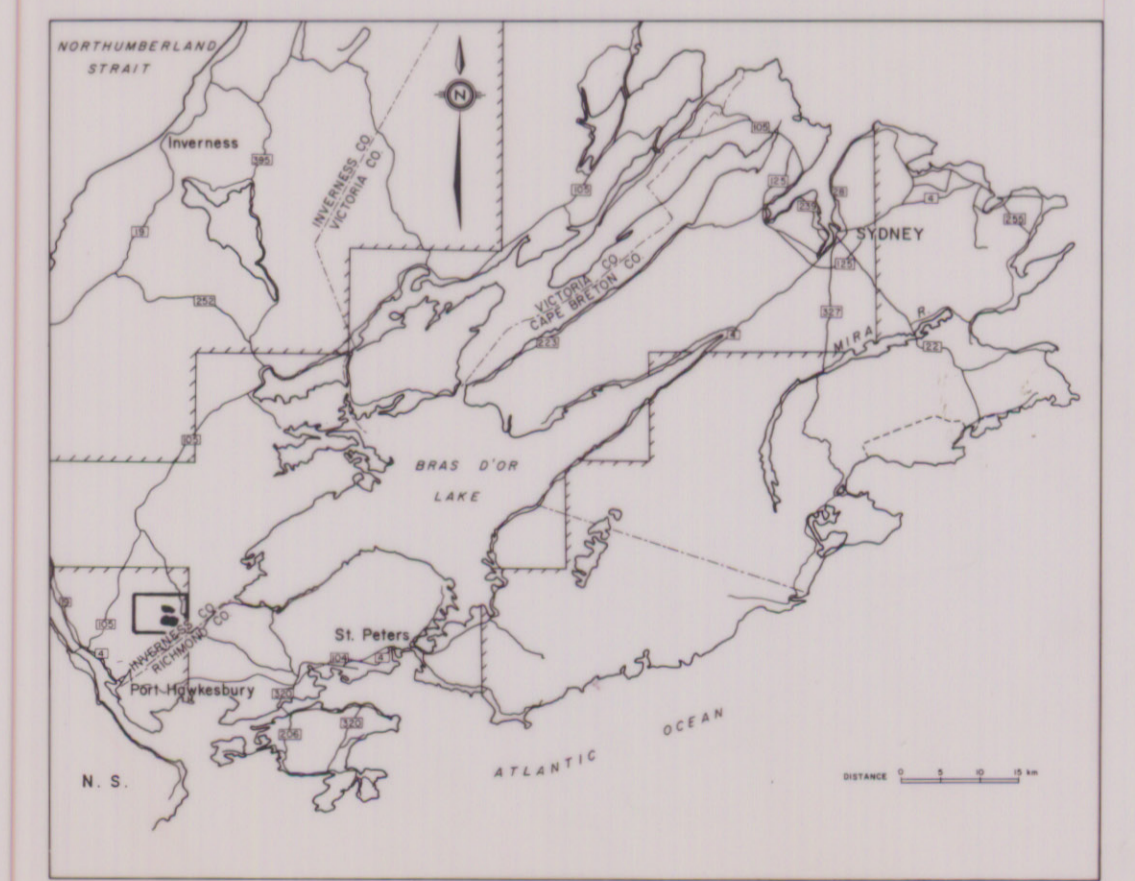 NORTHUMBERLAND
STRAIT
N
Inverness
395
INVERNESS CO.
VICTORIA CO.
105
105
125
28
239
4
255
SYDNEY
19
125
252
VICTORIA CO.
CAPE BRETON CO.
327
223
4
MIRA R.
22
105
BRAS D'OR
LAKE
105
4
INVERNESS CO.
RICHMOND CO.
St. Peters
104
4
Port Hawkesbury
320
206
320
ATLANTIC OCEAN
N. S.
DISTANCE 0 5 10 15 km